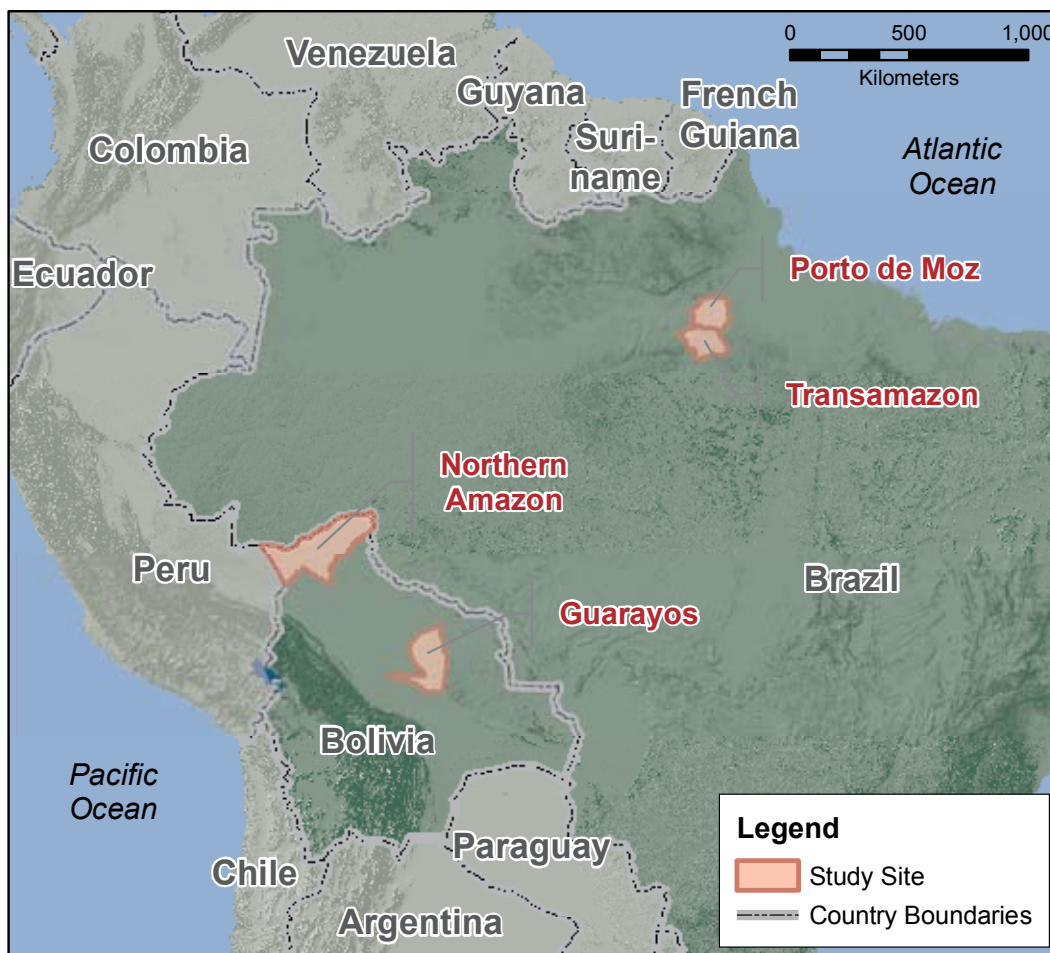 0 500 1,000
Kilometers
Venezuela
Guyana
French
Guiana
Suri-
name
Colombia
Atlantic
Ocean
Ecuador
Porto de Moz
Transamazon
Northern
Amazon
Peru
Brazil
Guarayos
Bolivia
Pacific
Ocean
Paraguay
Chile
Argentina
Legend
Study Site
Country Boundaries